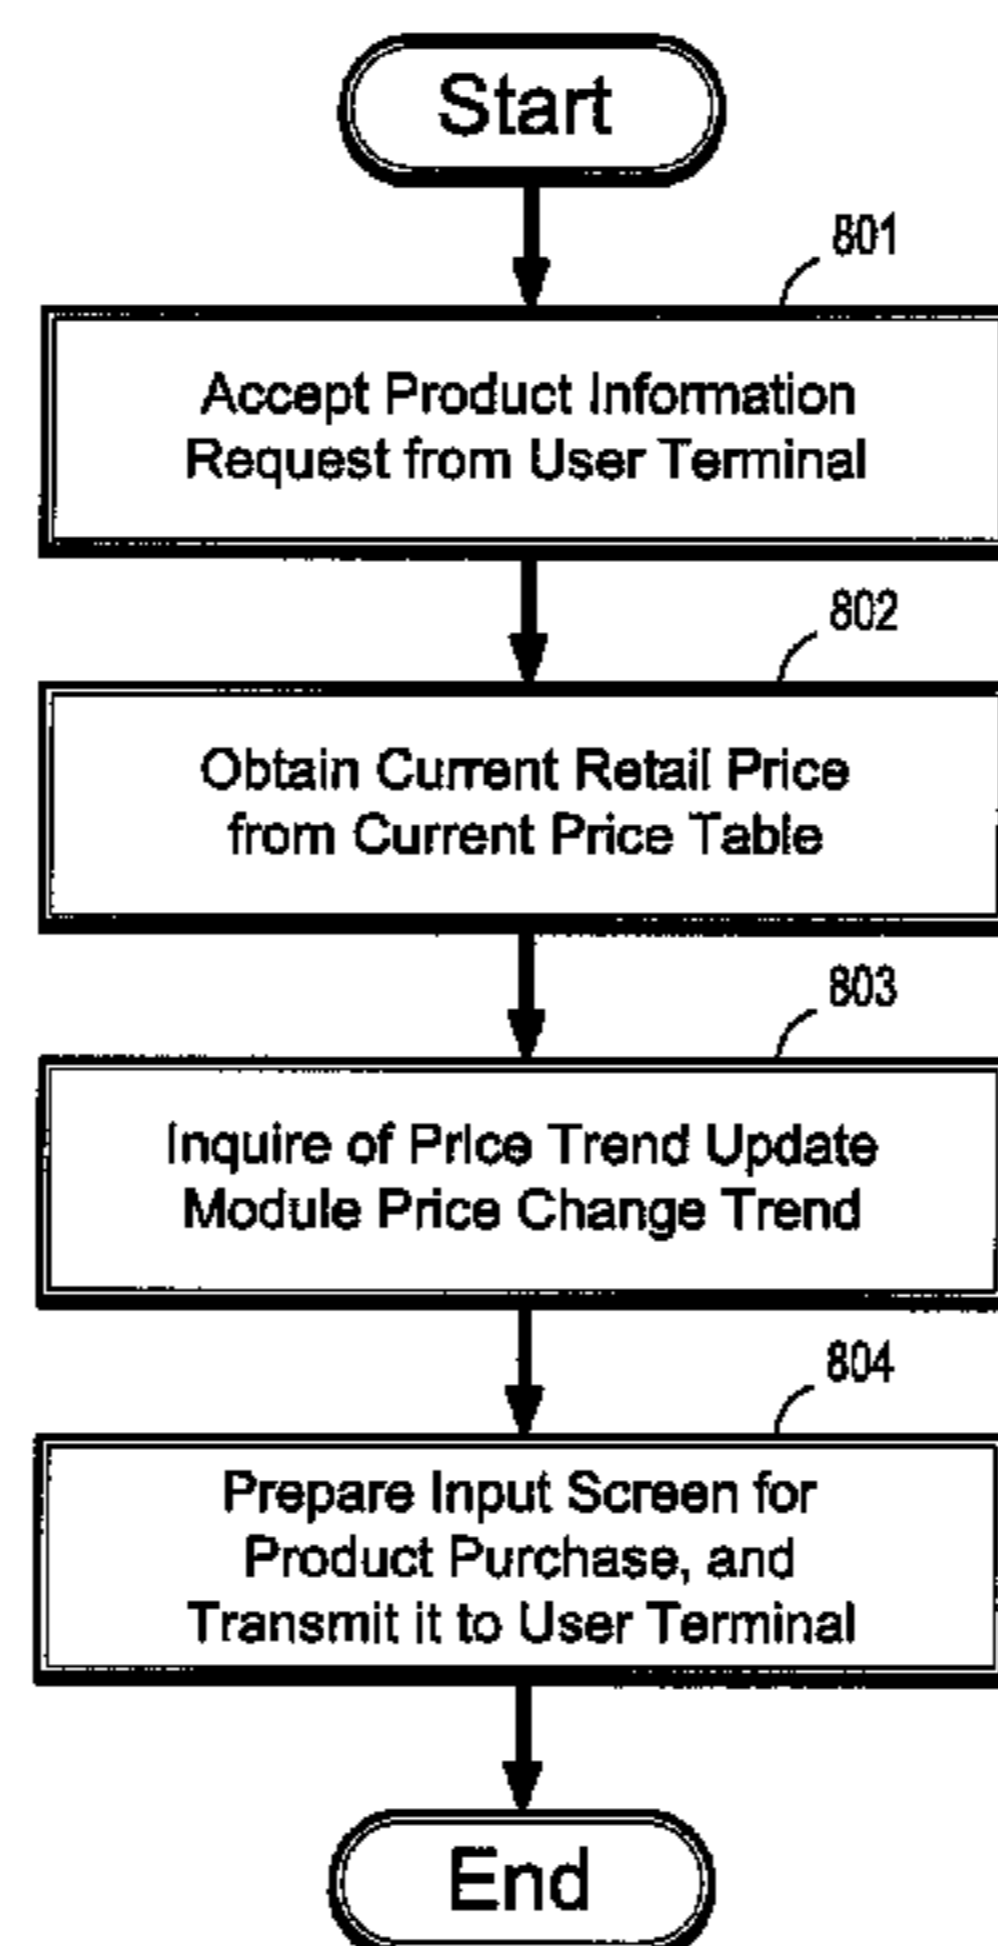 Start
801
Accept Product Information
Request from User Terminal
802
Obtain Current Retail Price
from Current Price Table
803
Inquire of Price Trend Update
Module Price Change Trend
804
Prepare Input Screen for
Product Purchase, and
Transmit it to User Terminal
End